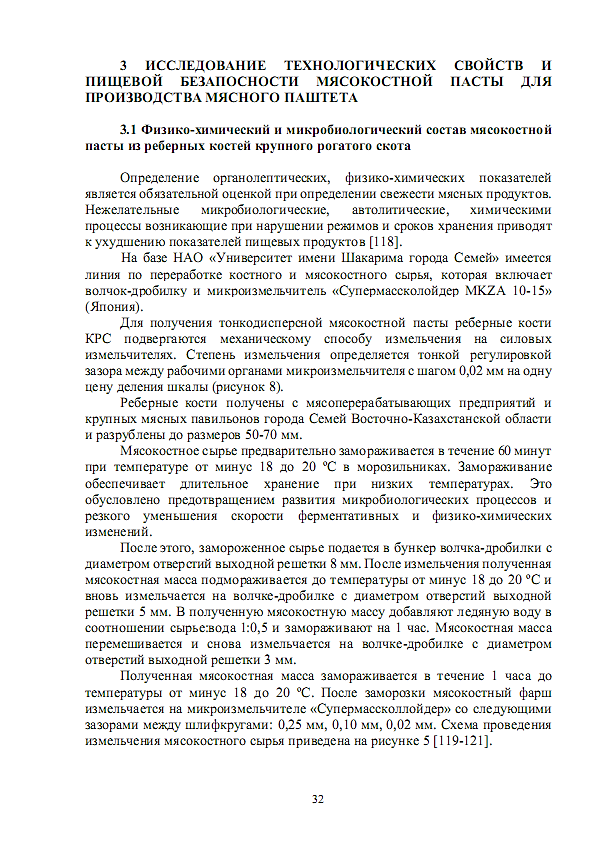 3 ИССЛЕДОВАНИЕ ТЕХНОЛОГИЧЕСКИХ СВОЙСТВ И
ПИЩЕВОЙ БЕЗАПОСНОСТИ МЯСОКОСТНОЙ ПАСТЫ ДЛЯ
ПРОИЗВОДСТВА МЯСНОГО ПАШТЕТА
3.1 Физико-химический и микробиологический состав мясокостной
пасты из реберных костей крупного рогатого скота
Определение органолептических, физико-химических показателей
является обязательной оценкой при определении свежести мясных продуктов.
Нежелательные микробиологические, автолитические, химическими
процессы возникающие при нарушении режимов и сроков хранения приводят
к ухудшению показателей пищевых продуктов [118].
На базе НАО «Университет имени Шакарима города Семей» имеется
линия по переработке костного и мясокостного сырья, которая включает
волчок-дробилку и микроизмельчитель «Супермассколойдер MKZA 10-15»
(Япония).
Для получения тонкодисперсной мясокостной пасты реберные кости
КРС подвергаются механическому способу измельчения на силовых
измельчителях. Степень измельчения определяется тонкой регулировкой
зазора между рабочими органами микроизмельчителя с шагом 0,02 мм на одну
цену деления шкалы (рисунок 8).
Реберные кости получены с мясоперерабатывающих предприятий и
крупных мясных павильонов города Семей Восточно-Казахстанской области
и разрублены до размеров 50-70 мм.
Мясокостное сырье предварительно замораживается в течение 60 минут
при температуре от минус 18 до 20 ºС в морозильниках. Замораживание
обеспечивает длительное хранение при низких температурах. Это
обусловлено предотвращением развития микробиологических процессов и
резкого уменьшения скорости ферментативных и физико-химических
изменений.
После этого, замороженное сырье подается в бункер волчка-дробилки с
диаметром отверстий выходной решетки 8 мм. После измельчения полученная
мясокостная масса подмораживается до температуры от минус 18 до 20 ºС и
вновь измельчается на волчке-дробилке с диаметром отверстий выходной
решетки 5 мм. В полученную мясокостную массу добавляют ледяную воду в
соотношении сырье:вода 1:0,5 и замораживают на 1 час. Мясокостная масса
перемешивается и снова измельчается на волчке-дробилке с диаметром
отверстий выходной решетки 3 мм.
Полученная мясокостная масса замораживается в течение 1 часа до
температуры от минус 18 до 20 ºС. После заморозки мясокостный фарш
измельчается на микроизмельчителе «Супермассколлойдер» со следующими
зазорами между шлифкругами: 0,25 мм, 0,10 мм, 0,02 мм. Схема проведения
измельчения мясокостного сырья приведена на рисунке 5 [119-121].
32